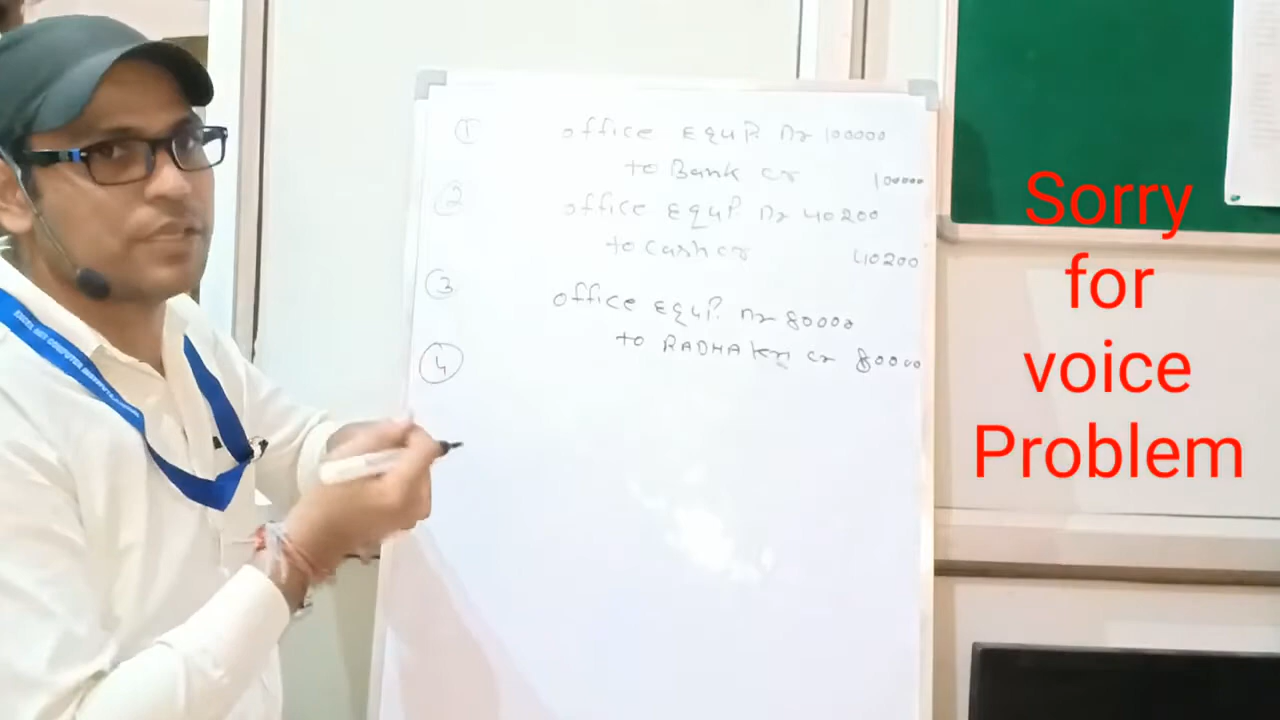 ① office Equp. Dr 100000
to Bank cr 100000
② office Equp. Dr 40200
to cash cr 40200
③ office Equp. Dr 80000
to RADHA cr 80000
④
Sorry
for
voice
Problem